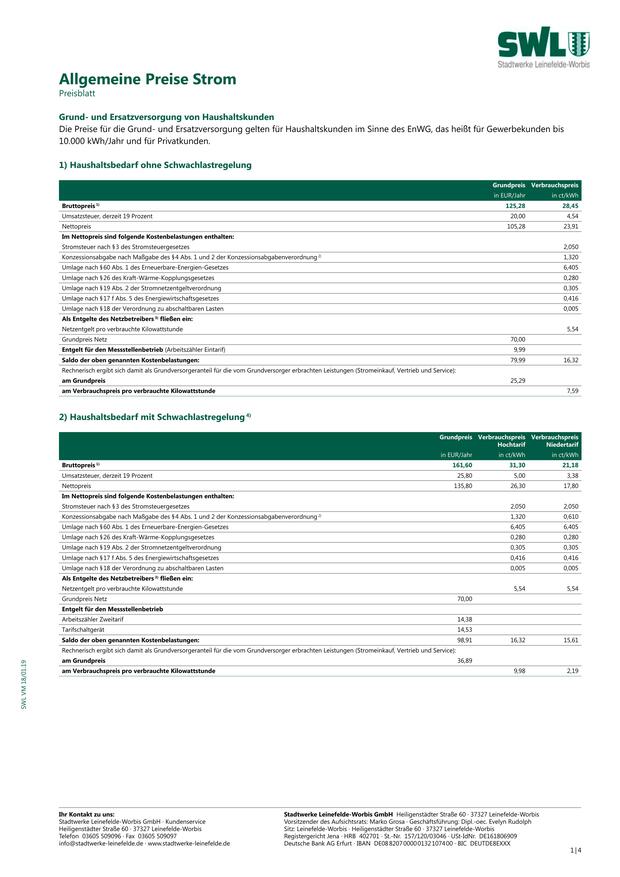 SWL
Stadtwerke Leinefelde-Worbis
Allgemeine Preise Strom
Preisblatt
Grund- und Ersatzversorgung von Haushaltskunden
Die Preise für die Grund- und Ersatzversorgung gelten für Haushaltskunden im Sinne des EnWG, das heißt für Gewerbekunden bis
10.000 kWh/Jahr und für Privatkunden.
1) Haushaltsbedarf ohne Schwachlastregelung
Grundpreis Verbrauchspreis
in EUR/Jahr in ct/kWh
Bruttopreis 5) 125,28 28,45
Umsatzsteuer, derzeit 19 Prozent 20,00 4,54
Nettopreis 105,28 23,91
Im Nettopreis sind folgende Kostenbelastungen enthalten:
Stromsteuer nach §3 des Stromsteuergesetzes 2,050
Konzessionsabgabe nach Maßgabe des §4 Abs. 1 und 2 der Konzessionsabgabenverordnung 2) 1,320
Umlage nach §60 Abs. 1 des Erneuerbare-Energien-Gesetzes 6,405
Umlage nach §26 des Kraft-Wärme-Kopplungsgesetzes 0,280
Umlage nach §19 Abs. 2 der Stromnetzentgeltverordnung 0,305
Umlage nach §17 f Abs. 5 des Energiewirtschaftsgesetzes 0,416
Umlage nach §18 der Verordnung zu abschaltbaren Lasten 0,005
Als Entgelte des Netzbetreibers 3) fließen ein:
Netzentgelt pro verbrauchte Kilowattstunde 5,54
Grundpreis Netz 70,00
Entgelt für den Messstellenbetrieb (Arbeitszähler Eintarif) 9,99
Saldo der oben genannten Kostenbelastungen: 79,99 16,32
Rechnerisch ergibt sich damit als Grundversorgeranteil für die vom Grundversorger erbrachten Leistungen (Stromeinkauf, Vertrieb und Service):
am Grundpreis 25,29
am Verbrauchspreis pro verbrauchte Kilowattstunde 7,59
2) Haushaltsbedarf mit Schwachlastregelung 4)
Grundpreis Verbrauchspreis Verbrauchspreis
Hochtarif Niedertarif
in EUR/Jahr in ct/kWh in ct/kWh
Bruttopreis 5) 161,60 31,30 21,18
Umsatzsteuer, derzeit 19 Prozent 25,80 5,00 3,38
Nettopreis 135,80 26,30 17,80
Im Nettopreis sind folgende Kostenbelastungen enthalten:
Stromsteuer nach §3 des Stromsteuergesetzes 2,050 2,050
Konzessionsabgabe nach Maßgabe des §4 Abs. 1 und 2 der Konzessionsabgabenverordnung 2) 1,320 0,610
Umlage nach §60 Abs. 1 des Erneuerbare-Energien-Gesetzes 6,405 6,405
Umlage nach §26 des Kraft-Wärme-Kopplungsgesetzes 0,280 0,280
Umlage nach §19 Abs. 2 der Stromnetzentgeltverordnung 0,305 0,305
Umlage nach §17 f Abs. 5 des Energiewirtschaftsgesetzes 0,416 0,416
Umlage nach §18 der Verordnung zu abschaltbaren Lasten 0,005 0,005
Als Entgelte des Netzbetreibers 3) fließen ein:
Netzentgelt pro verbrauchte Kilowattstunde 5,54 5,54
Grundpreis Netz 70,00
Entgelt für den Messstellenbetrieb
Arbeitszähler Zweitarif 14,38
Tarifschaltgerät 14,53
Saldo der oben genannten Kostenbelastungen: 98,91 16,32 15,61
Rechnerisch ergibt sich damit als Grundversorgeranteil für die vom Grundversorger erbrachten Leistungen (Stromeinkauf, Vertrieb und Service):
am Grundpreis 36,89
am Verbrauchspreis pro verbrauchte Kilowattstunde 9,98 2,19
SWL VM 18/01.19
Ihr Kontakt zu uns:
Stadtwerke Leinefelde-Worbis GmbH · Kundenservice
Heiligenstädter Straße 60 · 37327 Leinefelde-Worbis
Telefon 03605 509096 · Fax 03605 509097
info@stadtwerke-leinefelde.de · www.stadtwerke-leinefelde.de
Stadtwerke Leinefelde-Worbis GmbH Heiligenstädter Straße 60 · 37327 Leinefelde-Worbis
Vorsitzender des Aufsichtsrats: Marko Grosa · Geschäftsführung: Dipl.-oec. Evelyn Rudolph
Sitz: Leinefelde-Worbis · Registergericht Jena · HRB 402701 · St.-Nr. 157/120/03046 · USt-IdNr. DE161806909
Deutsche Bank AG Erfurt · IBAN DE08 8207 0000 0132 1074 00 · BIC DEUTDE8EXXX
1|4